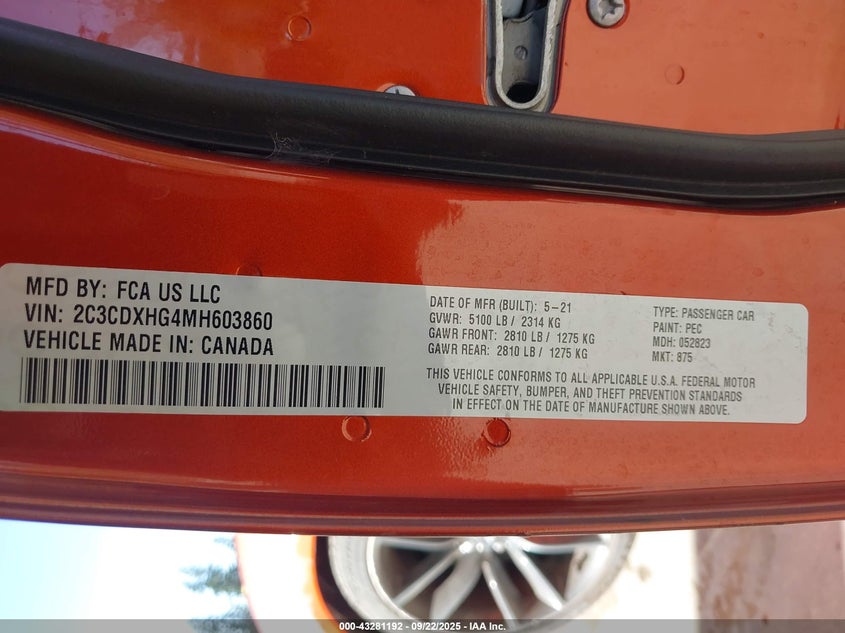 MFD BY: FCA US LLC
VIN: 2C3CDXHG4MH603860
VEHICLE MADE IN: CANADA
DATE OF MFR (BUILT): 5-21
GVWR: 5100 LB / 2314 KG
GAWR FRONT: 2810 LB / 1275 KG
GAWR REAR: 2810 LB / 1275 KG
TYPE: PASSENGER CAR
PAINT: PEC
MDH: 052823
MKT: 875
THIS VEHICLE CONFORMS TO ALL APPLICABLE U.S.A. FEDERAL MOTOR
VEHICLE SAFETY, BUMPER, AND THEFT PREVENTION STANDARDS
IN EFFECT ON THE DATE OF MANUFACTURE SHOWN ABOVE.
000-43281192 - 09/22/2025 - IAA Inc.